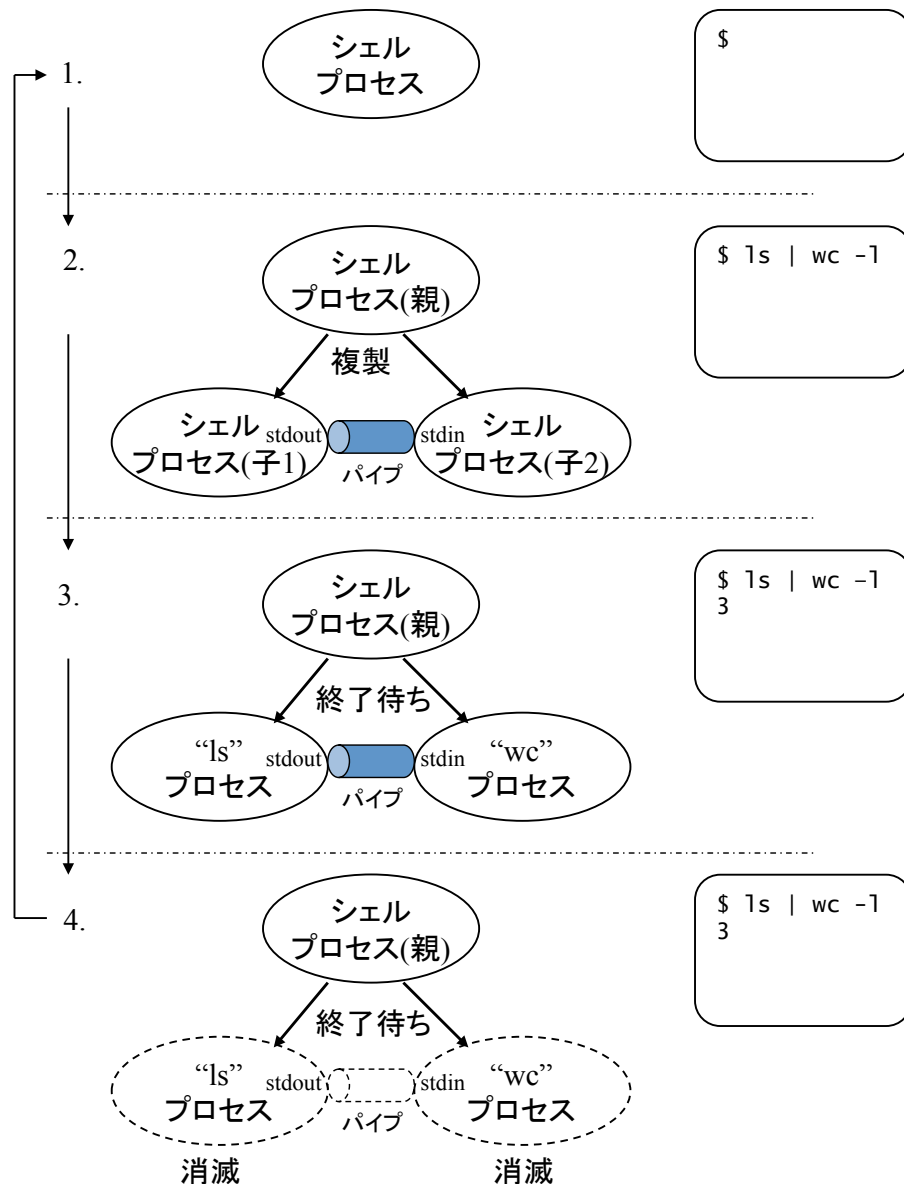 1.
シェル
プロセス
$
2.
シェル
プロセス(親)
$ ls | wc -l
複製
シェル
プロセス(子1)
stdout
パイプ
stdin
シェル
プロセス(子2)
3.
シェル
プロセス(親)
$ ls | wc –l
3
終了待ち
“ls”
プロセス
stdout
パイプ
stdin
“wc”
プロセス
4.
シェル
プロセス(親)
$ ls | wc -l
3
終了待ち
“ls”
プロセス
stdout
パイプ
stdin
“wc”
プロセス
消滅
消滅